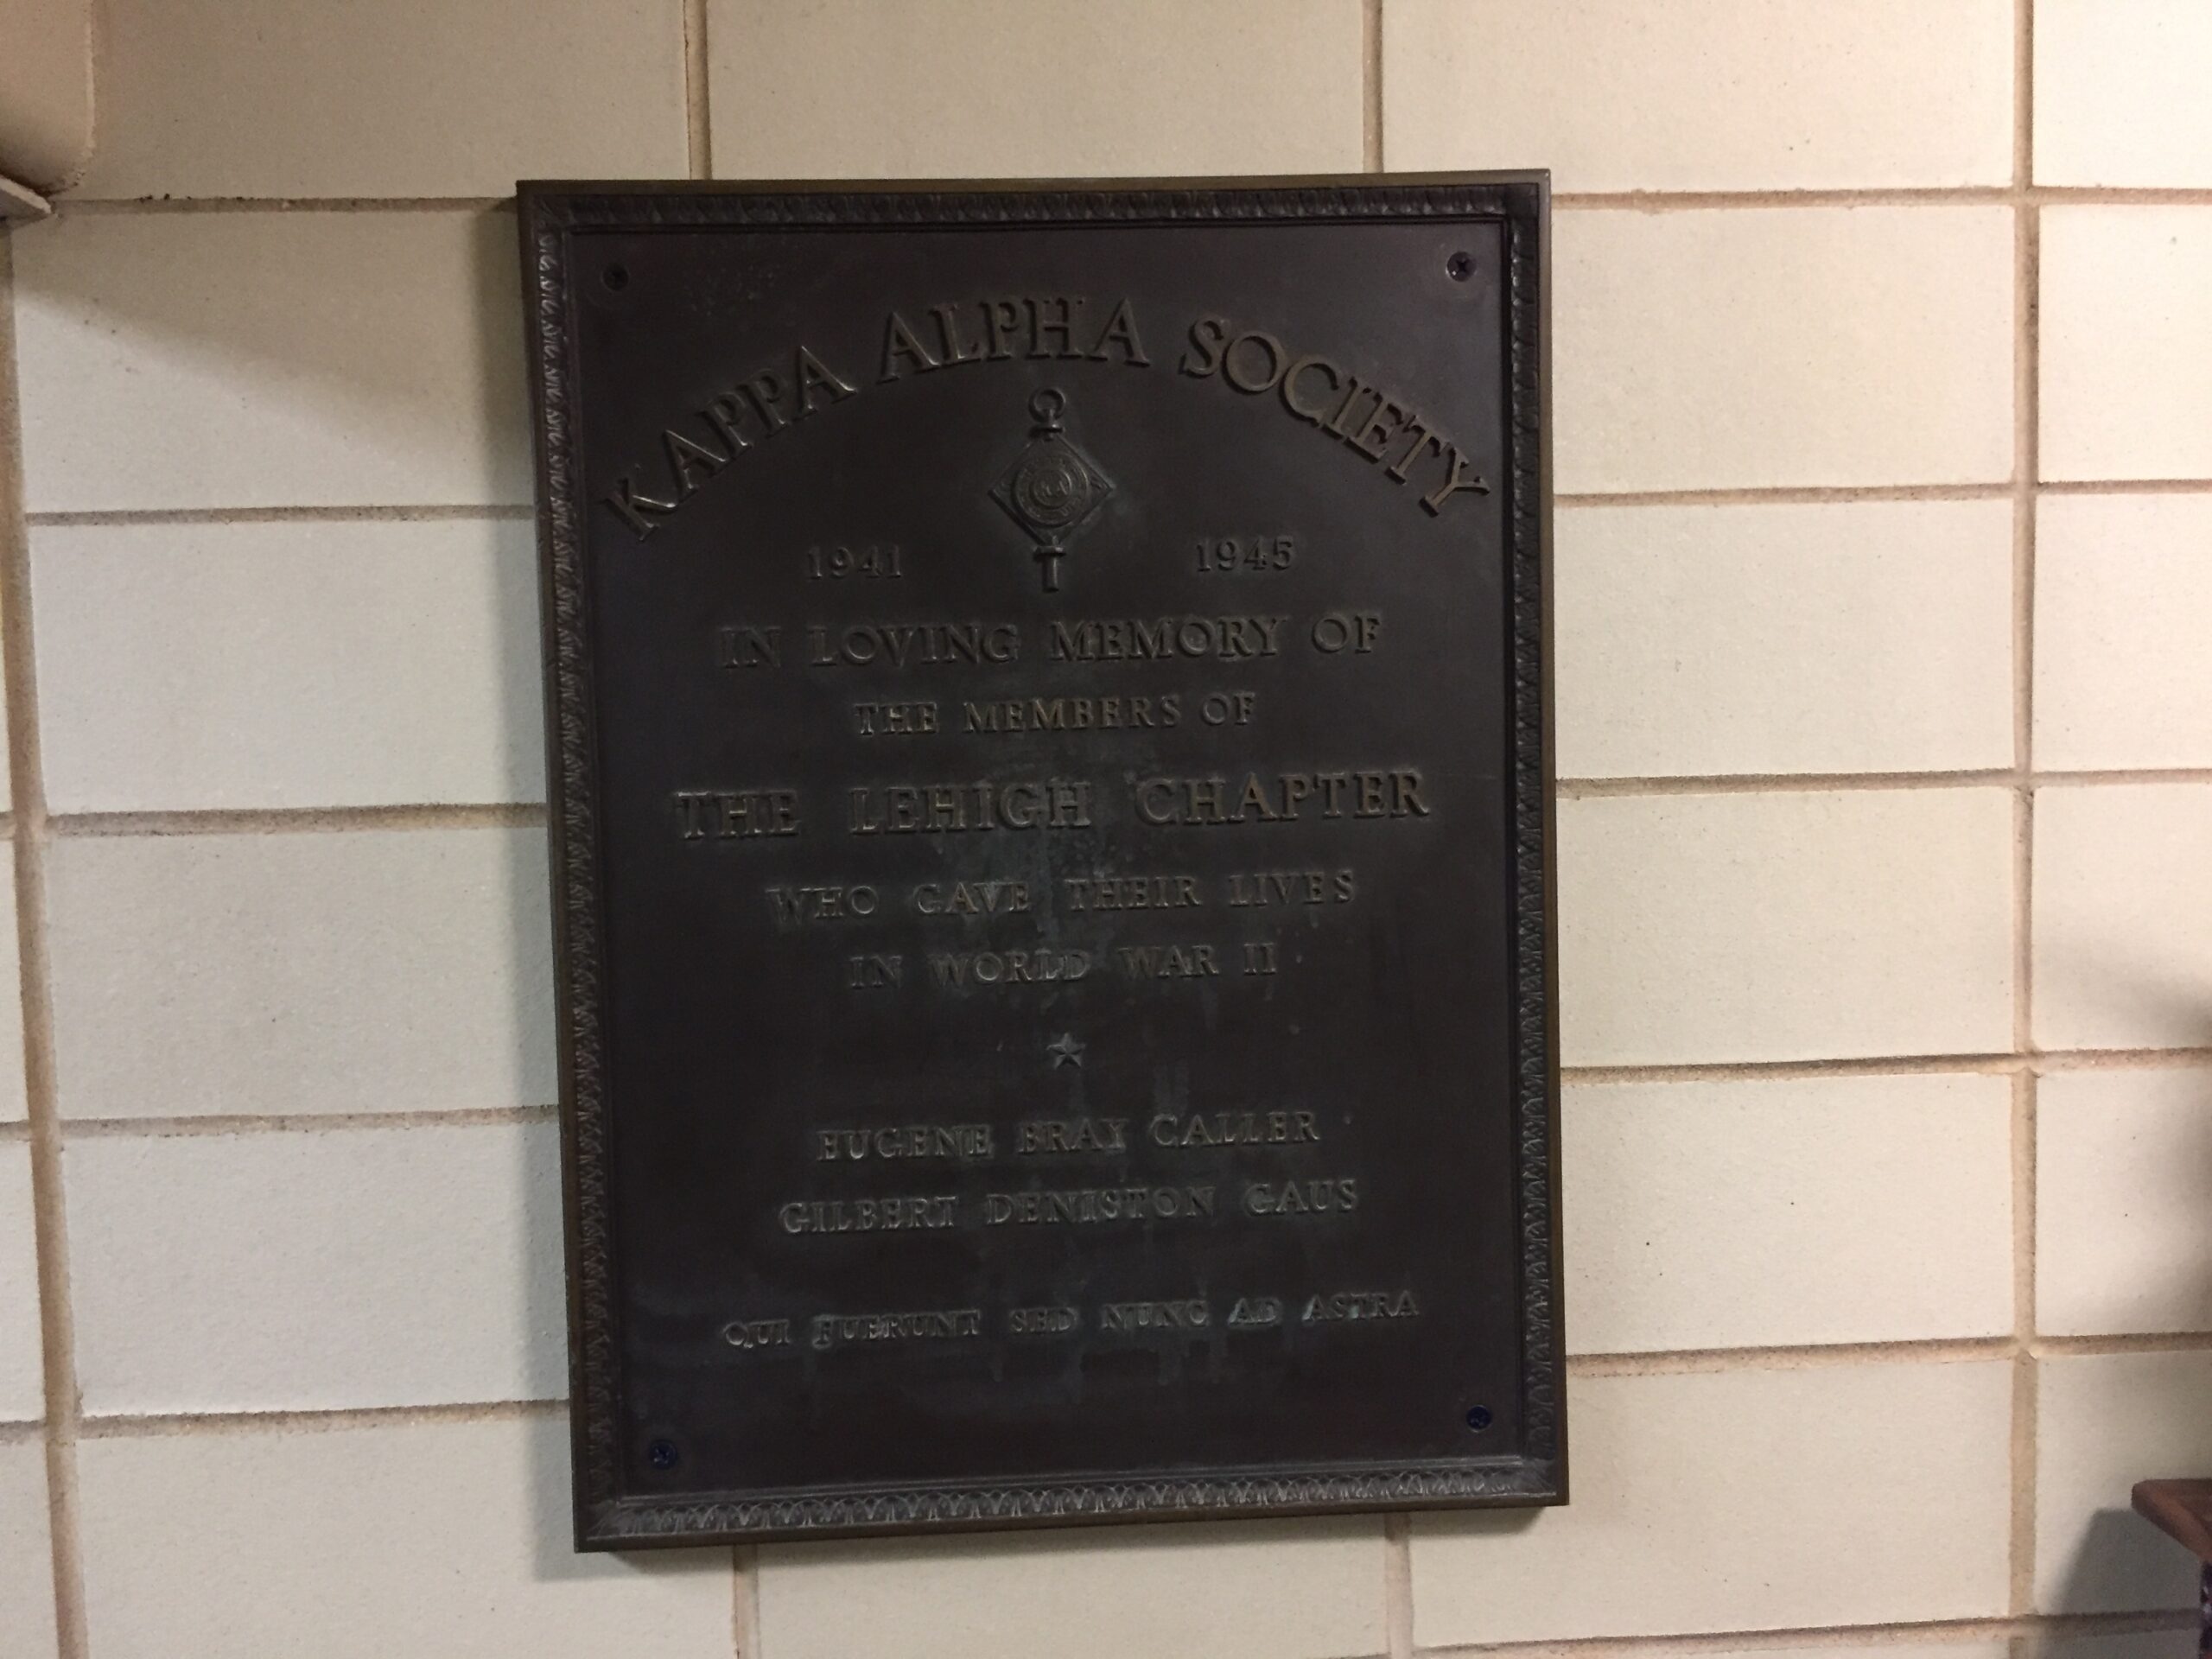 KAPPA ALPHA SOCIETY
1941 1945
IN LOVING MEMORY OF
THE MEMBERS OF
THE LEHIGH CHAPTER
WHO GAVE THEIR LIVES
IN WORLD WAR II
EUGENE BRAY CALLER
GILBERT DENISTON GAUS
QUI FUERUNT SED NUNC AD ASTRA